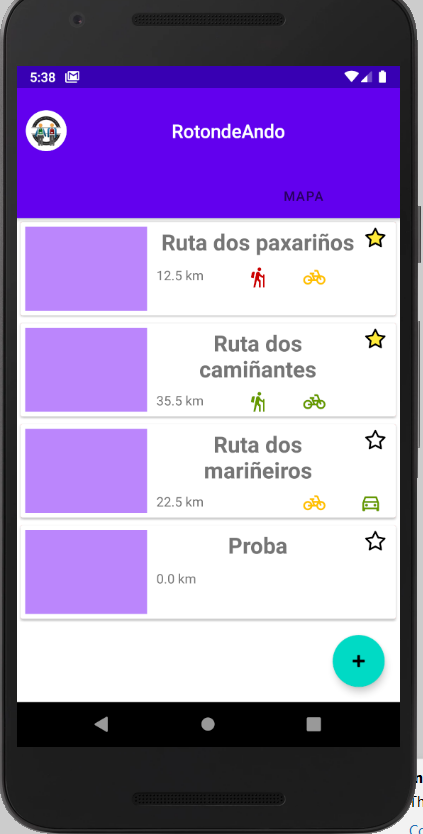 5:38
RotondeAndo
MAPA
Ruta dos paxariños
12.5 km
Ruta dos
camiñantes
35.5 km
Ruta dos
mariñeiros
22.5 km
Proba
0.0 km
+